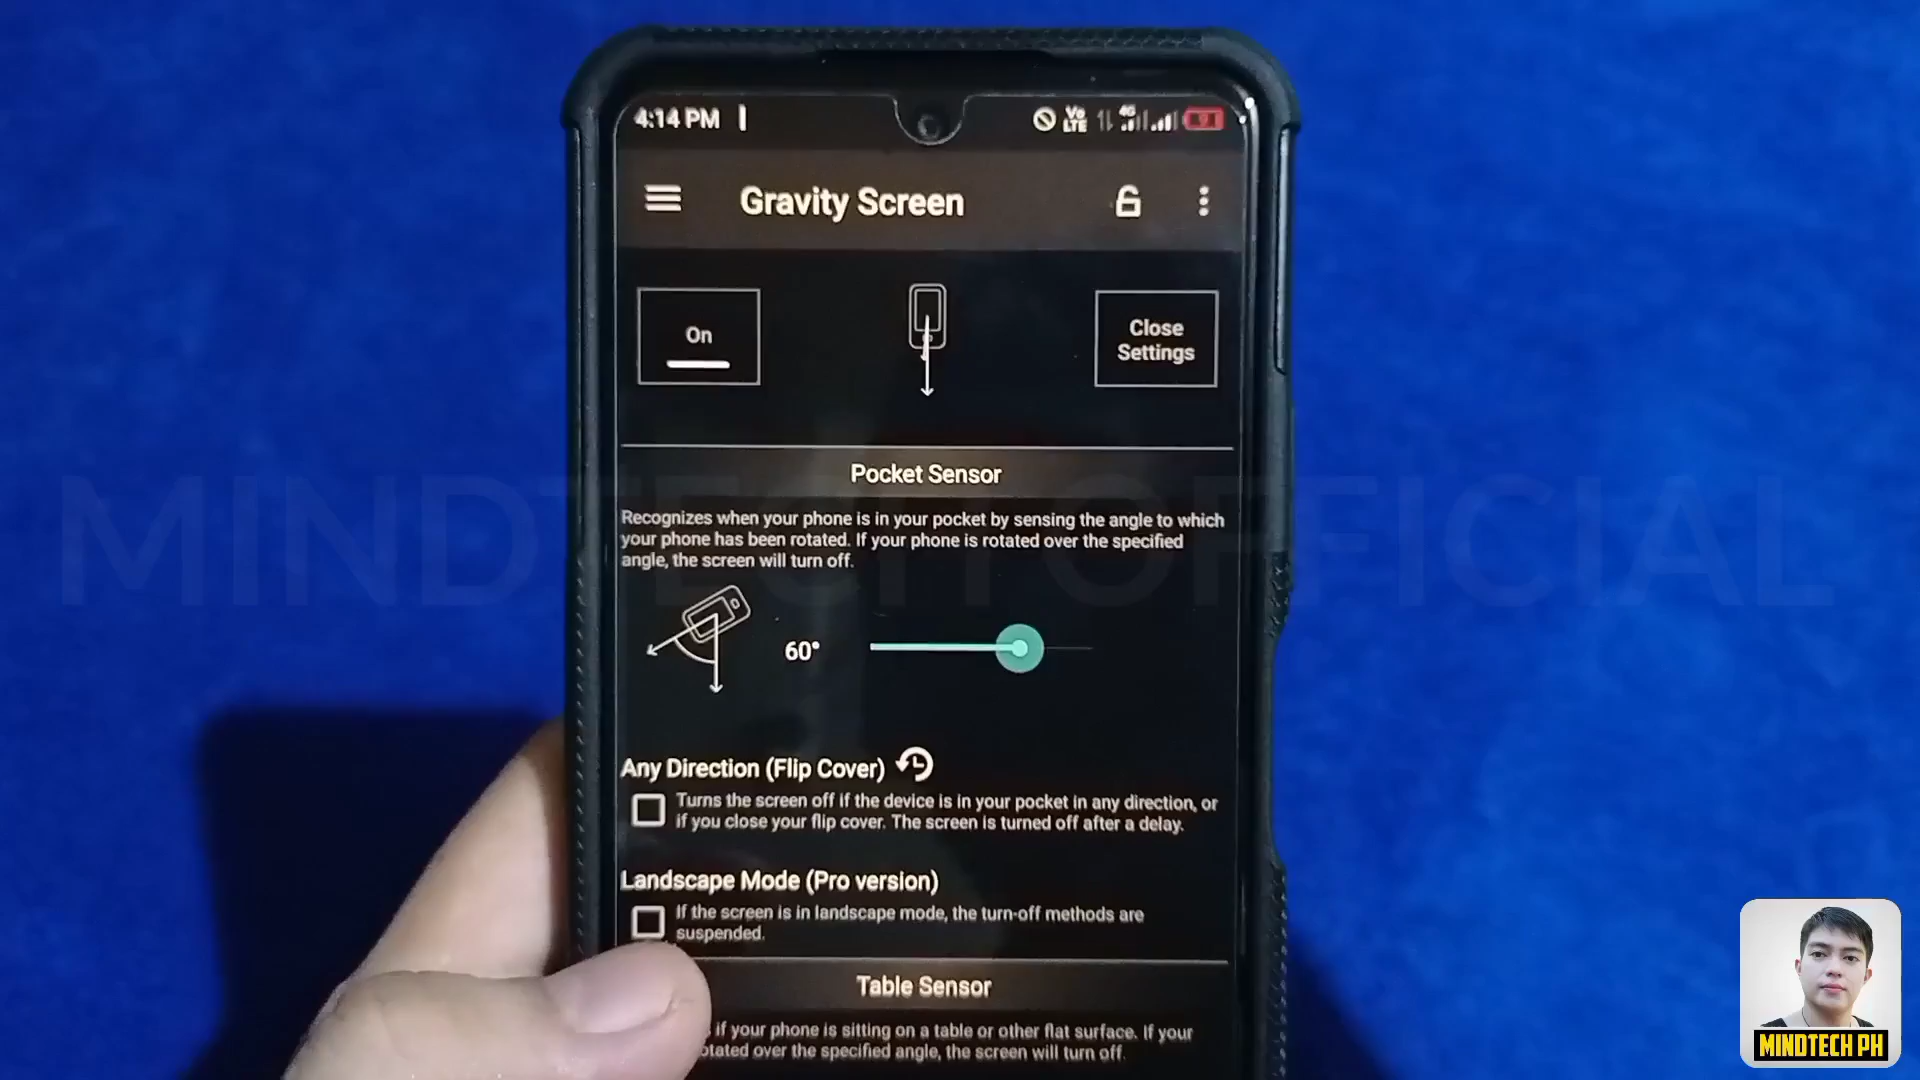 4:14 PM
Vo
LTE
4G
9
Gravity Screen
On
Close
Settings
Pocket Sensor
Recognizes when your phone is in your pocket by sensing the angle to which
your phone has been rotated. If your phone is rotated over the specified
angle, the screen will turn off.
60°
Any Direction (Flip Cover)
Turns the screen off if the device is in your pocket in any direction, or
if you close your flip cover. The screen is turned off after a delay.
Landscape Mode (Pro version)
If the screen is in landscape mode, the turn-off methods are
suspended.
Table Sensor
if your phone is sitting on a table or other flat surface. If your
over the specified angle, the screen will turn off.
MINDTECHTOFFICIAL
MINDTECH PH